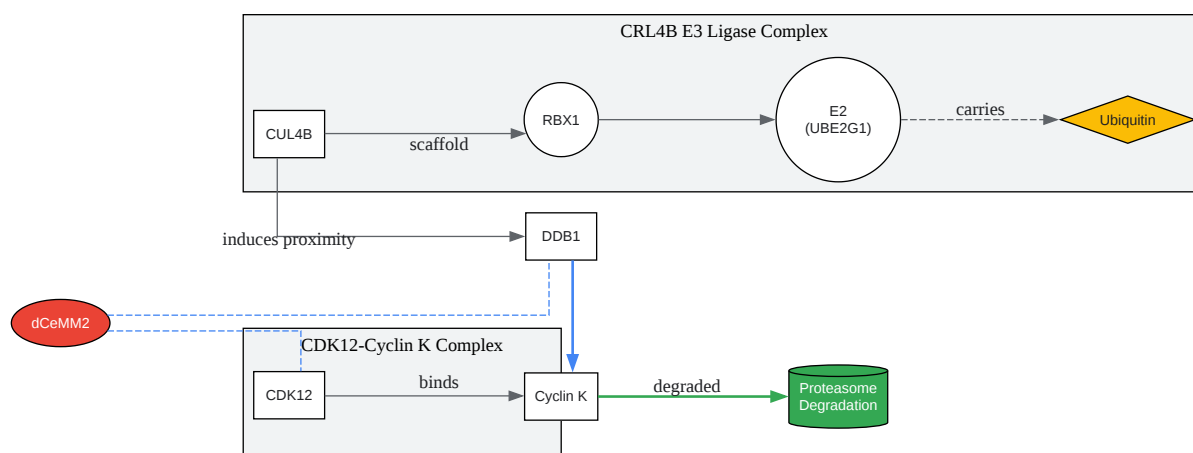 CRL4B E3 Ligase Complex
CUL4B
scaffold
RBX1
E2
(UBE2G1)
carries
Ubiquitin
induces proximity
DDB1
dCeMM2
CDK12-Cyclin K Complex
CDK12
binds
Cyclin K
degraded
Proteasome
Degradation